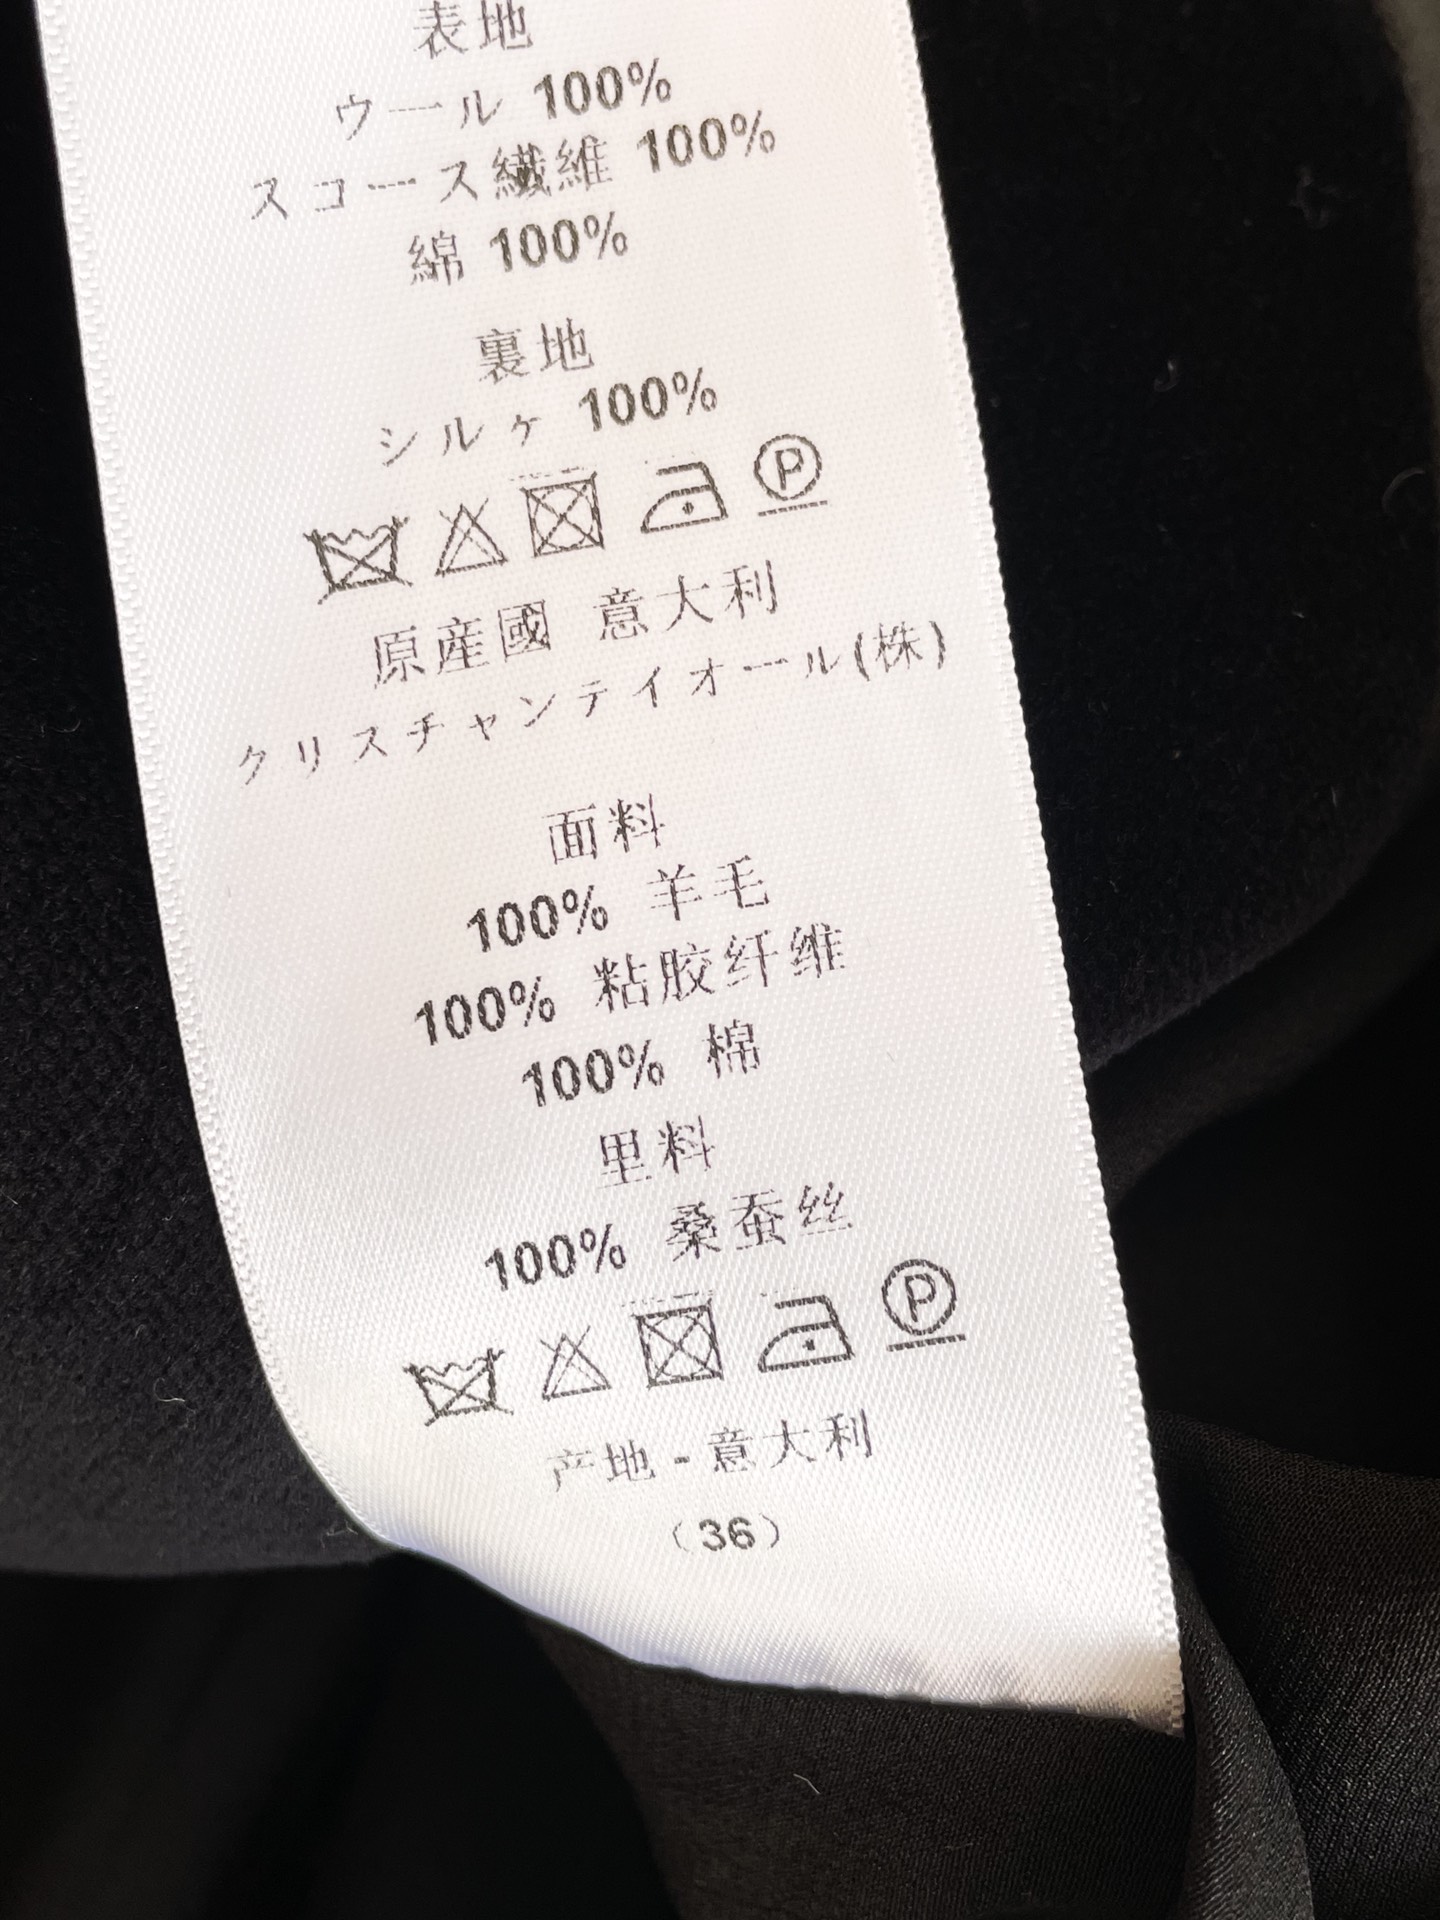 表地
ウール 100%
スコース繊維 100%
綿 100%
裏地
シルケ 100%
P
原産國 意大利
クリスチャンテイオール(株)
面料
100% 羊毛
100% 粘胶纤维
100% 棉
里料
100% 桑蚕丝
P
产地-意大利
(36)